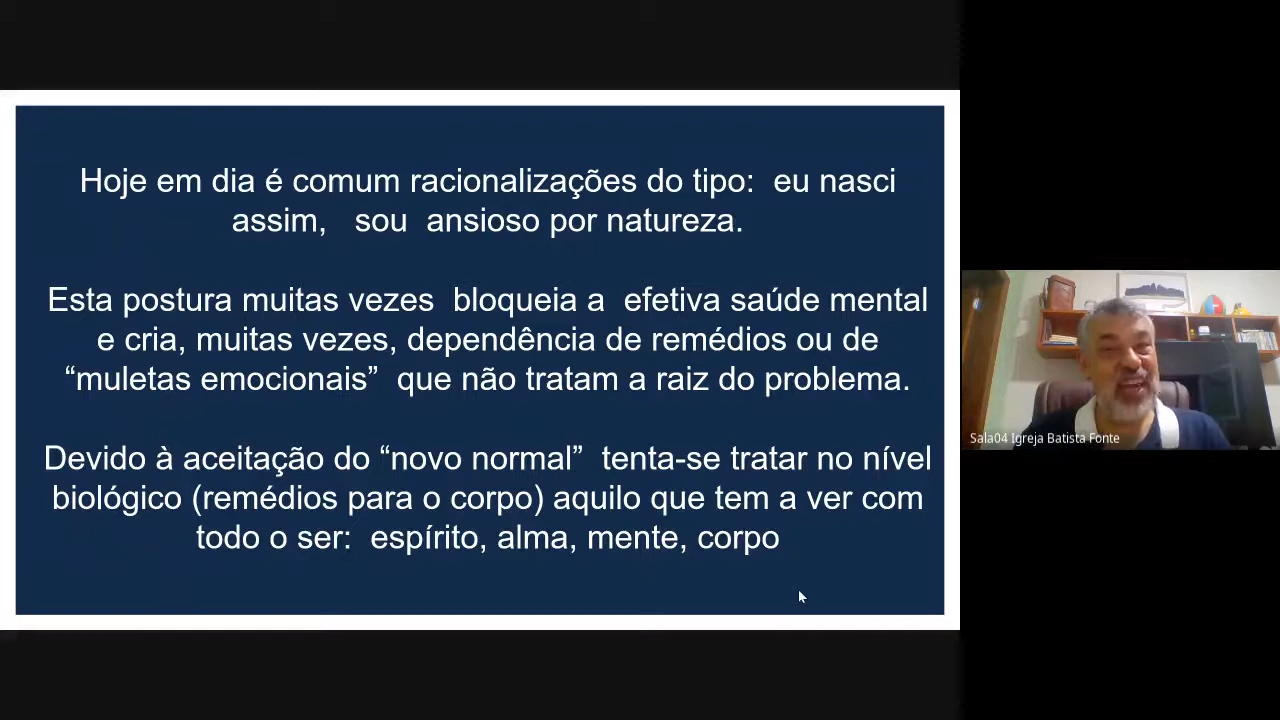 Hoje em dia é comum racionalizações do tipo:  eu nasci
assim,   sou  ansioso por natureza.
Esta postura muitas vezes  bloqueia a  efetiva saúde mental
e cria, muitas vezes, dependência de remédios ou de
“muletas emocionais”  que não tratam a raiz do problema.
Devido à aceitação do “novo normal”  tenta-se tratar no nível
biológico (remédios para o corpo) aquilo que tem a ver com
todo o ser:  espírito, alma, mente, corpo
Sala04 Igreja Batista Fonte